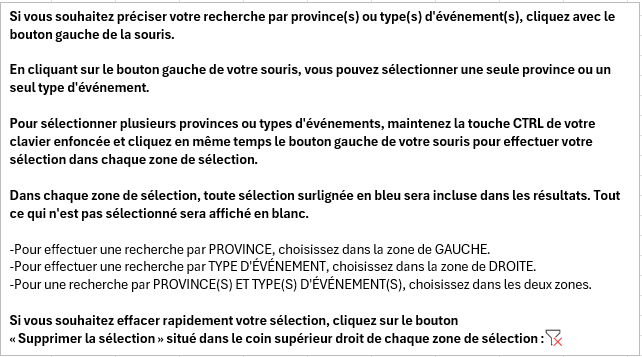 Si vous souhaitez préciser votre recherche par province(s) ou type(s) d'événement(s), cliquez avec le
bouton gauche de la souris.
En cliquant sur le bouton gauche de votre souris, vous pouvez sélectionner une seule province ou un
seul type d'événement.
Pour sélectionner plusieurs provinces ou types d'événements, maintenez la touche CTRL de votre
clavier enfoncée et cliquez en même temps le bouton gauche de votre souris pour effectuer votre
sélection dans chaque zone de sélection.
Dans chaque zone de sélection, toute sélection surlignée en bleu sera incluse dans les résultats. Tout
ce qui n'est pas sélectionné sera affiché en blanc.
-Pour effectuer une recherche par PROVINCE, choisissez dans la zone de GAUCHE.
-Pour effectuer une recherche par TYPE D'ÉVÉNEMENT, choisissez dans la zone de DROITE.
-Pour une recherche par PROVINCE(S) ET TYPE(S) D'ÉVÉNEMENT(S), choisissez dans les deux zones.
Si vous souhaitez effacer rapidement votre sélection, cliquez sur le bouton
« Supprimer la sélection » situé dans le coin supérieur droit de chaque zone de sélection :